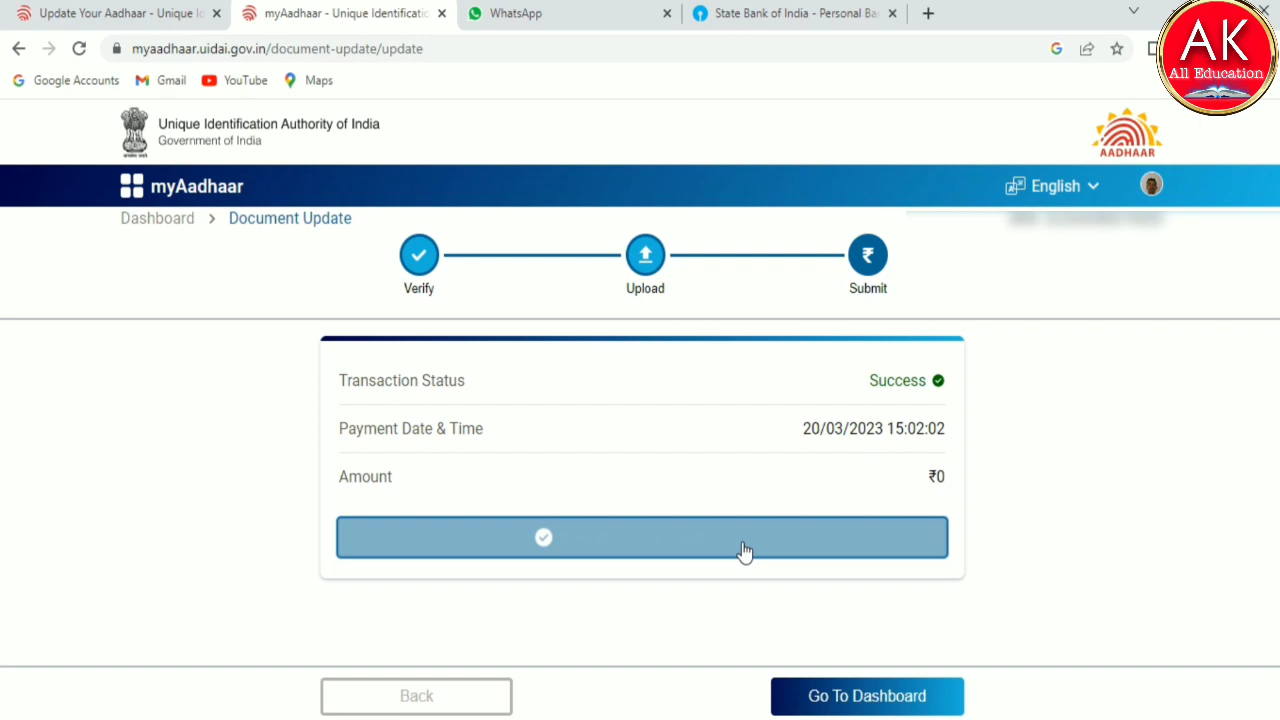 Update Your Aadhaar - Unique I
myAadhaar - Unique Identificatio
WhatsApp
State Bank of India - Personal Ba
AK
All Education
myaadhaar.uidai.gov.in/document-update/update
Google Accounts
Gmail
YouTube
Maps
Unique Identification Authority of India
Government of India
AADHAAR
myAadhaar
English
Dashboard > Document Update
Verify
Upload
₹
Submit
Transaction Status
Success
Payment Date & Time
20/03/2023 15:02:02
Amount
₹0
Back
Go To Dashboard